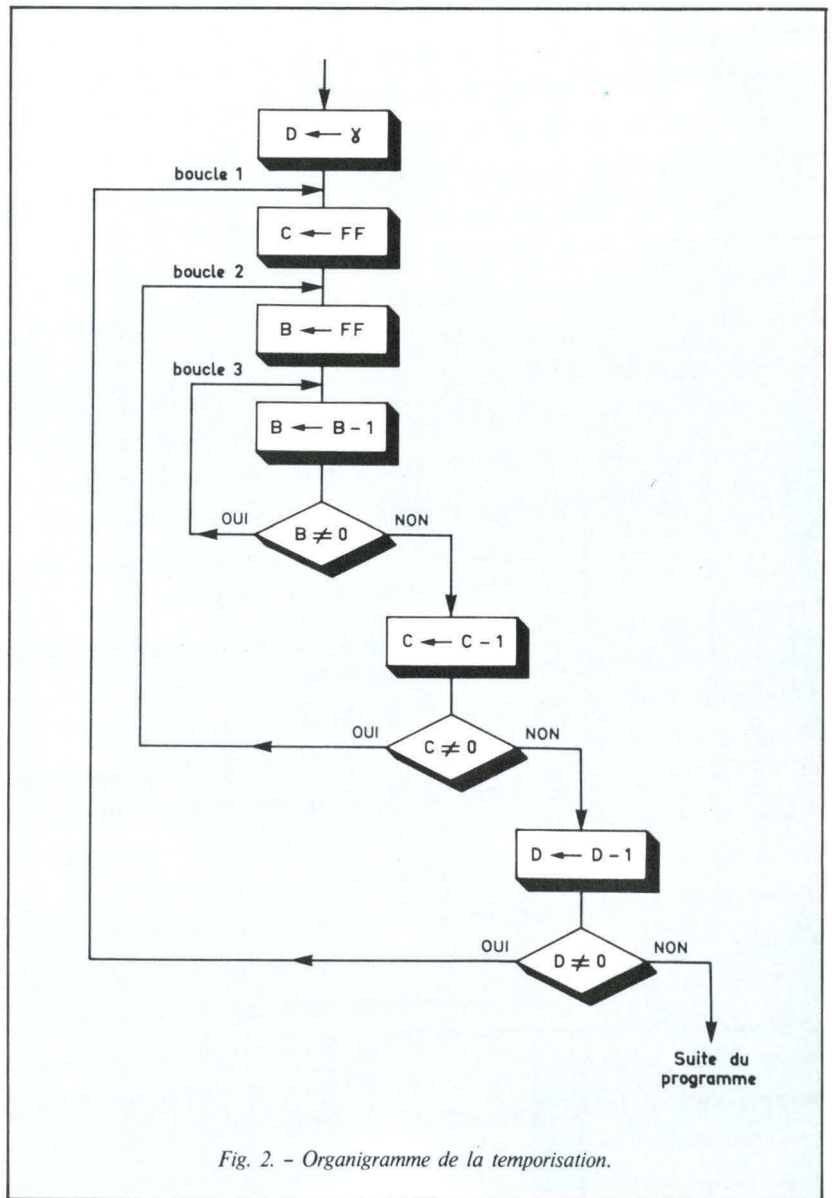 D ← γ
boucle 1
C ← FF
boucle 2
B ← FF
boucle 3
B ← B - 1
OUI
B ≠ 0
NON
C ← C - 1
OUI
C ≠ 0
NON
D ← D - 1
OUI
D ≠ 0
NON
Suite du
programme
Fig. 2. – Organigramme de la temporisation.